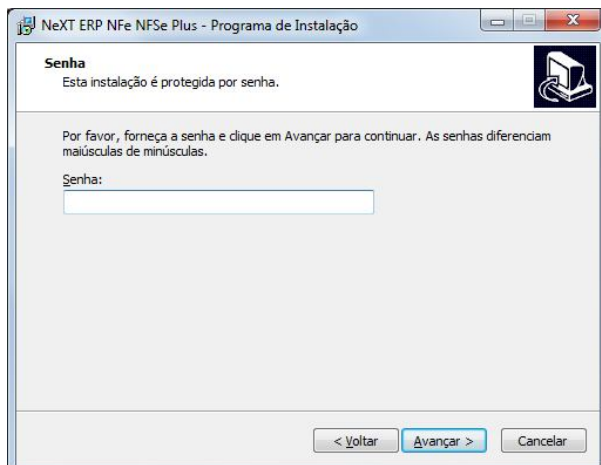 NeXT ERP NFe NFSe Plus - Programa de Instalação
Senha
Esta instalação é protegida por senha.
Por favor, forneça a senha e clique em Avançar para continuar. As senhas diferenciam
maiúsculas de minúsculas.
Senha:
< Voltar Avançar > Cancelar